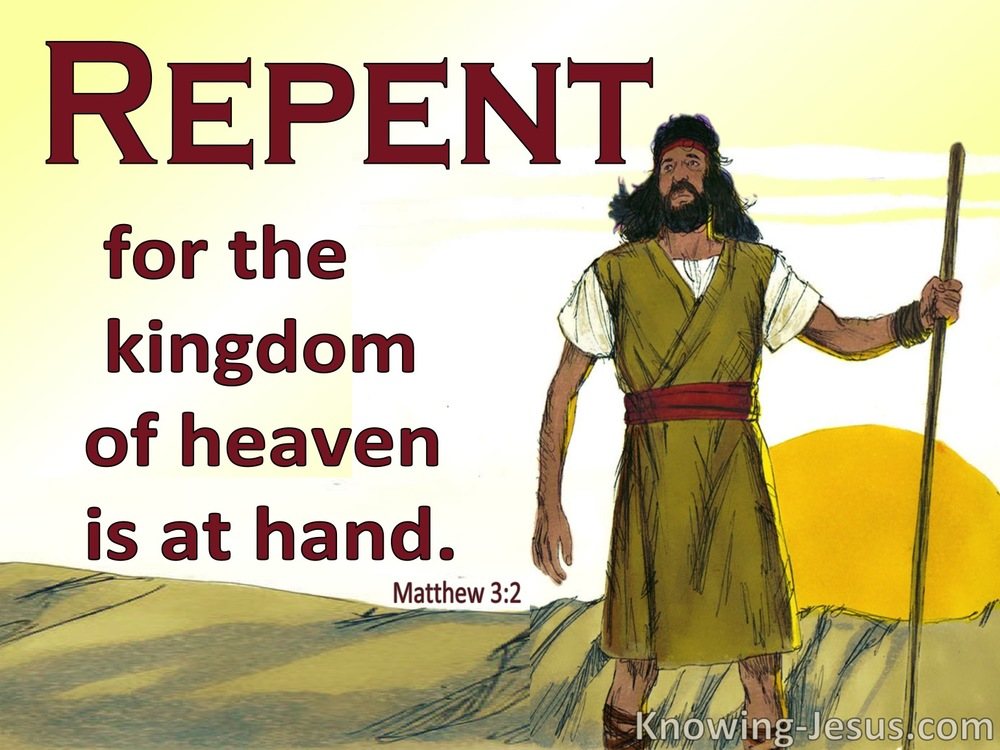 REPENT
for the
kingdom
of heaven
is at hand.
Matthew 3:2
Knowing-Jesus.com